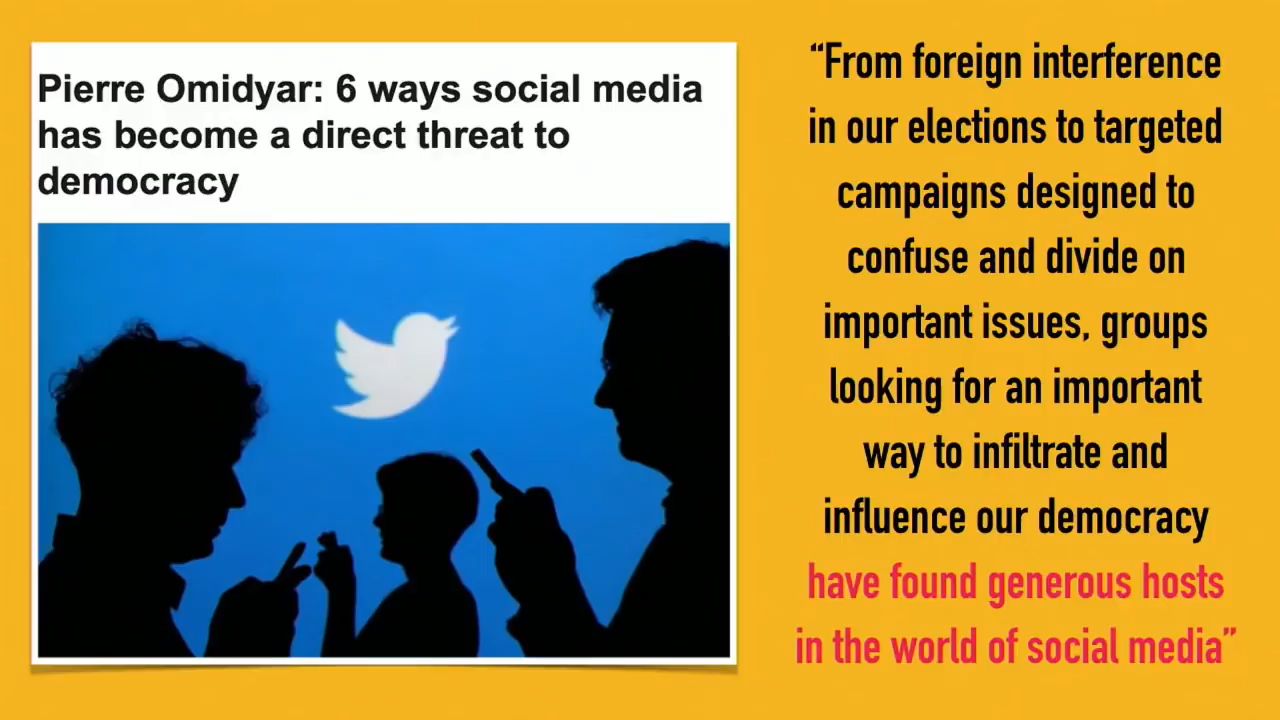 Pierre Omidyar: 6 ways social media
has become a direct threat to
democracy
“From foreign interference
in our elections to targeted
campaigns designed to
confuse and divide on
important issues, groups
looking for an important
way to infiltrate and
influence our democracy
have found generous hosts
in the world of social media”